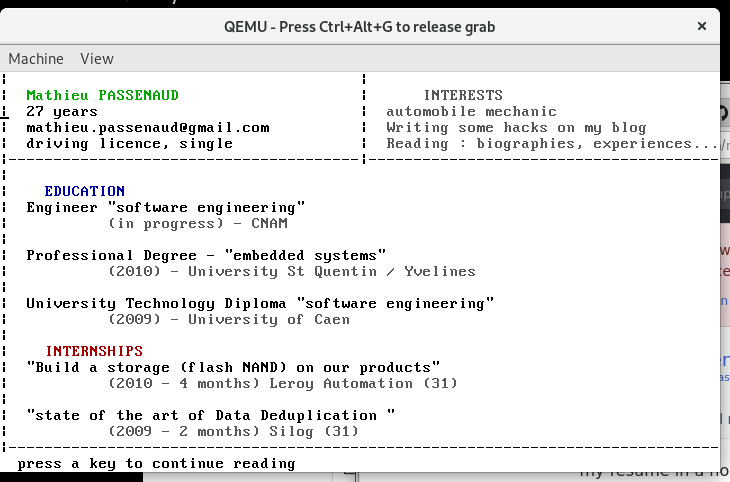 QEMU - Press Ctrl+Alt+G to release grab
×
Machine View
Mathieu PASSENAUD
27 years
mathieu.passenaud@gmail.com
driving licence, single
INTERESTS
automobile mechanic
Writing some hacks on my blog
Reading : biographies, experiences...
EDUCATION
Engineer "software engineering"
(in progress) - CNAM
Professional Degree - "embedded systems"
(2010) - University St Quentin / Yvelines
University Technology Diploma "software engineering"
(2009) - University of Caen
INTERNSHIPS
"Build a storage (flash NAND) on our products"
(2010 - 4 months) Leroy Automation (31)
"state of the art of Data Deduplication "
(2009 - 2 months) Silog (31)
press a key to continue reading